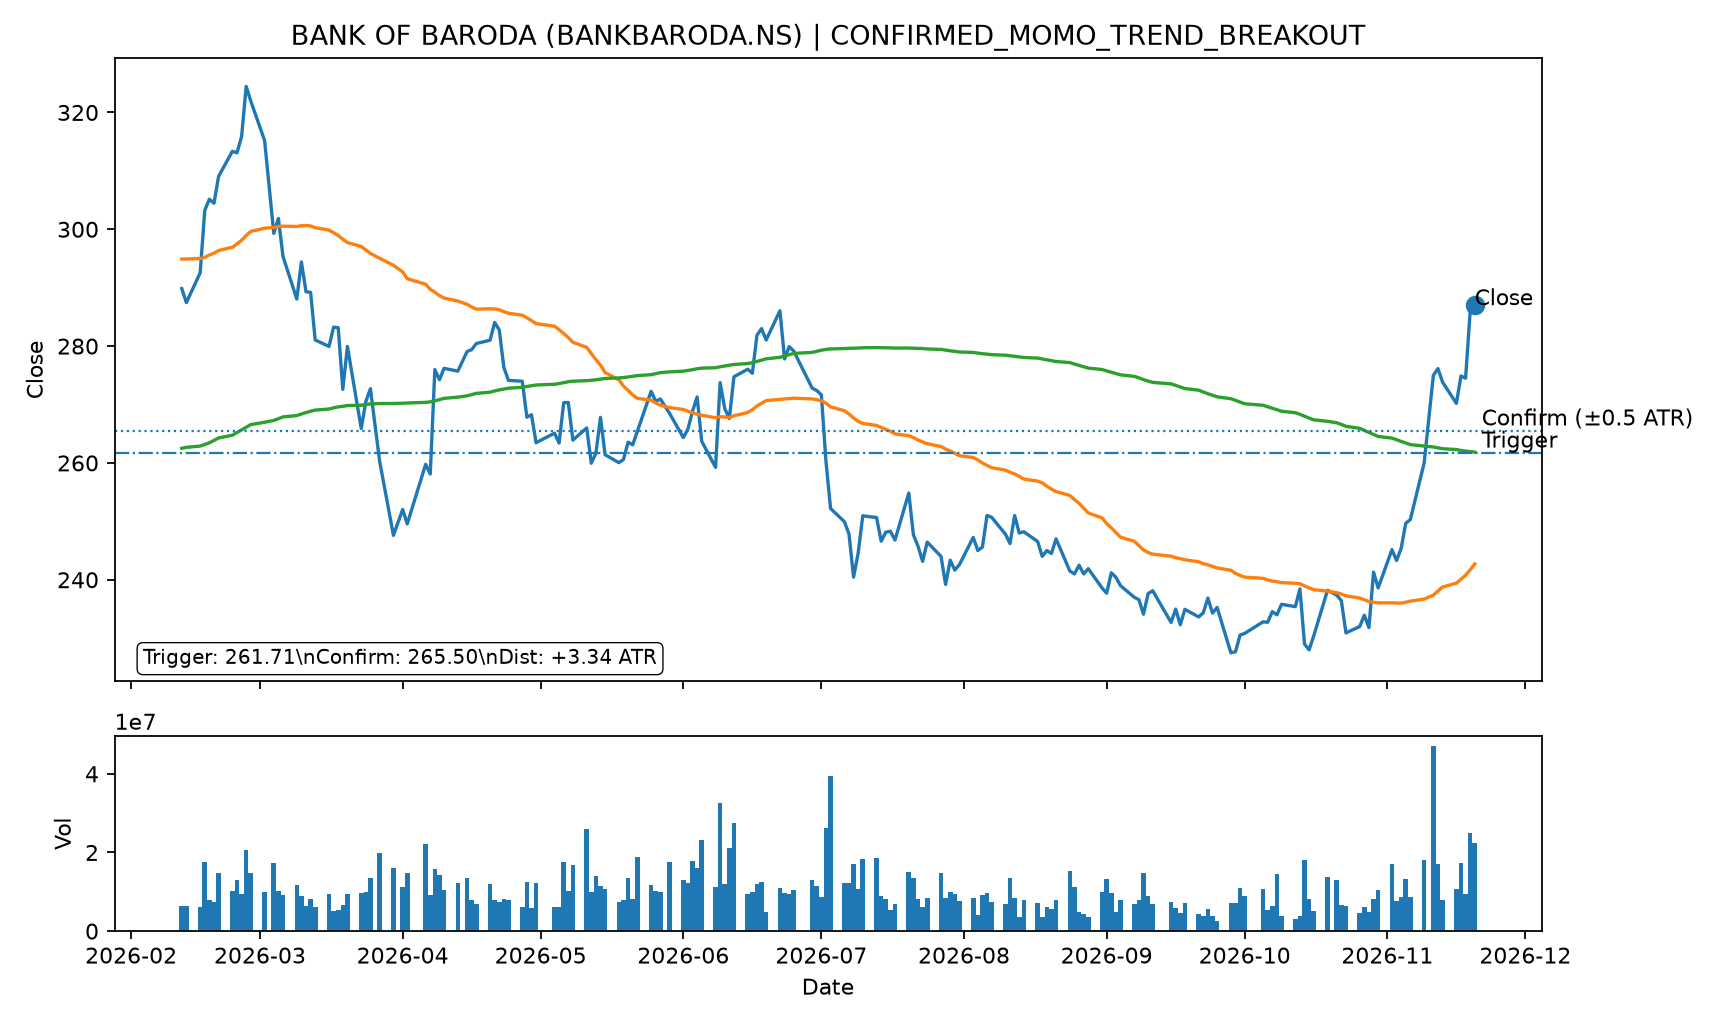 BANK OF BARODA (BANKBARODA.NS) | CONFIRMED_MOMO_TREND_BREAKOUT
Close
320
300
280
260
240
Close
Confirm (±0.5 ATR)
Trigger
Trigger: 261.71\nConfirm: 265.50\nDist: +3.34 ATR
1e7
Vol
4
2
0
2026-02 2026-03 2026-04 2026-05 2026-06 2026-07 2026-08 2026-09 2026-10 2026-11 2026-12
Date